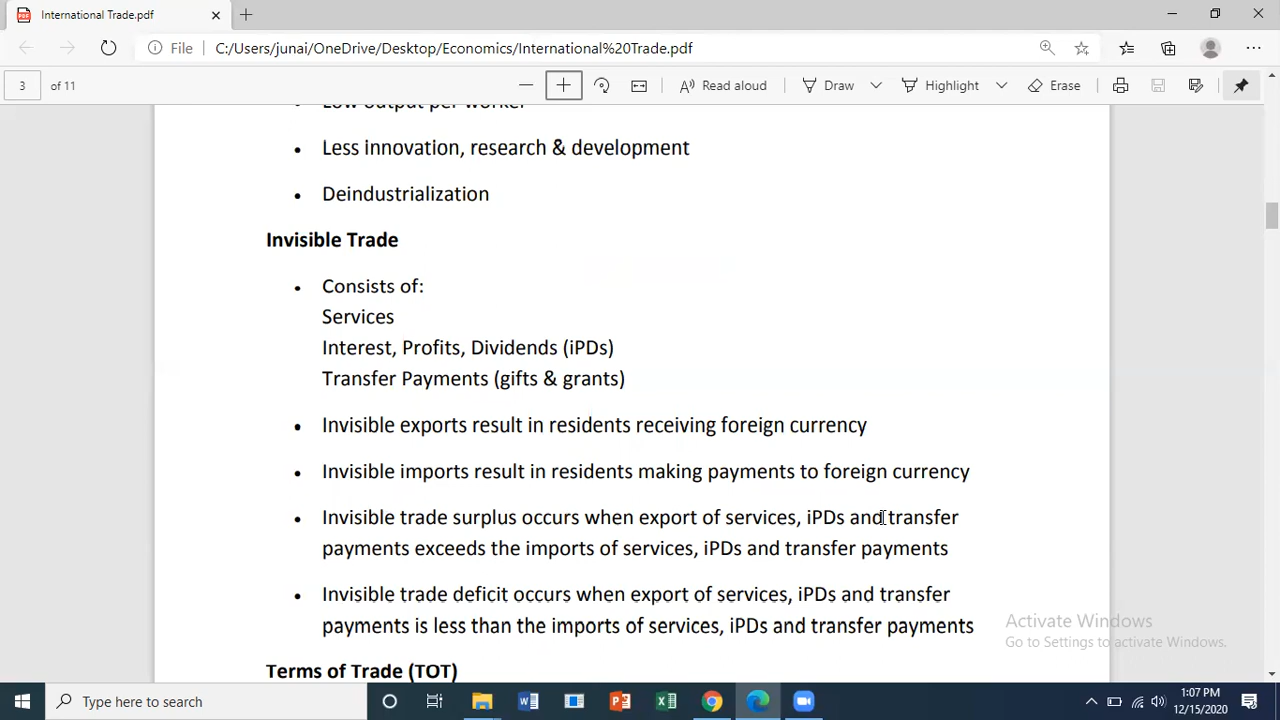 International Trade.pdf
File
C:/Users/junai/OneDrive/Desktop/Economics/International%20Trade.pdf
3 of 11
Read aloud
Draw
Highlight
Erase
Low output per worker
• Less innovation, research & development
• Deindustrialization
Invisible Trade
• Consists of:
Services
Interest, Profits, Dividends (iPDs)
Transfer Payments (gifts & grants)
• Invisible exports result in residents receiving foreign currency
• Invisible imports result in residents making payments to foreign currency
• Invisible trade surplus occurs when export of services, iPDs and transfer
payments exceeds the imports of services, iPDs and transfer payments
• Invisible trade deficit occurs when export of services, iPDs and transfer
payments is less than the imports of services, iPDs and transfer payments
Terms of Trade (TOT)
Activate Windows
Go to Settings to activate Windows.
Type here to search
1:07 PM
12/15/2020